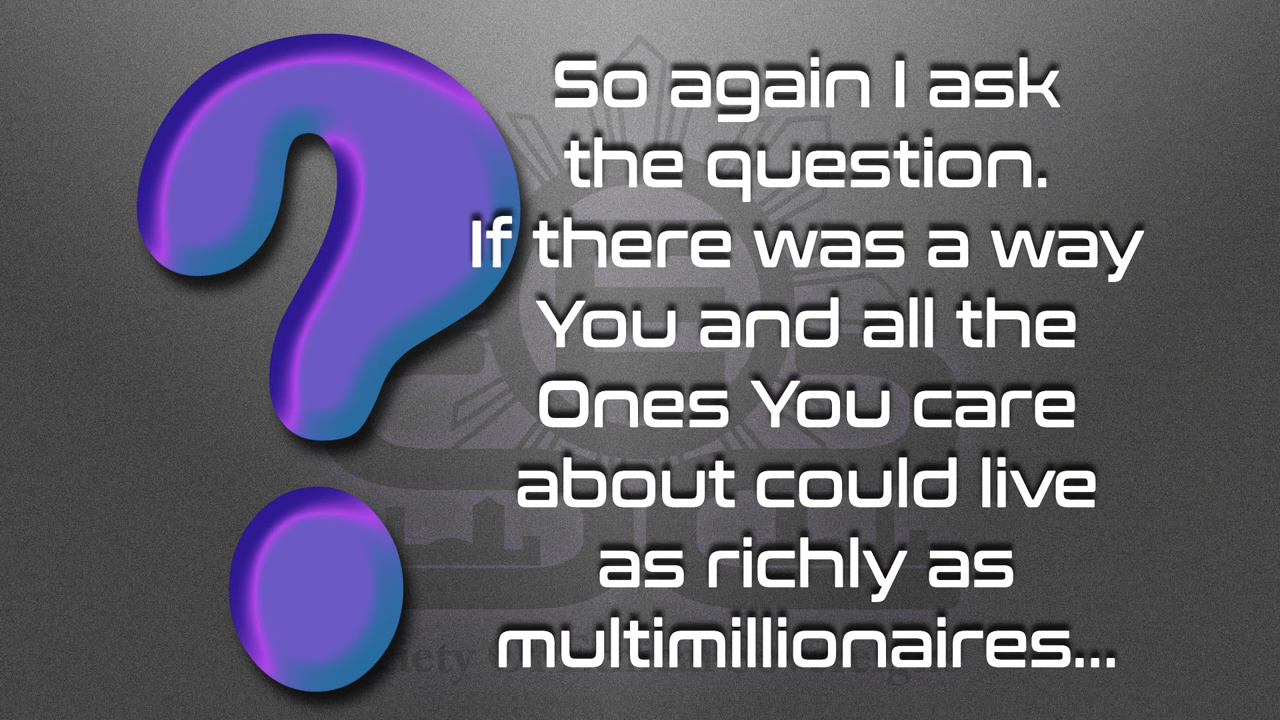 So again I ask
the question.
If there was a way
You and all the
Ones You care
about could live
as richly as
multimillionaires...